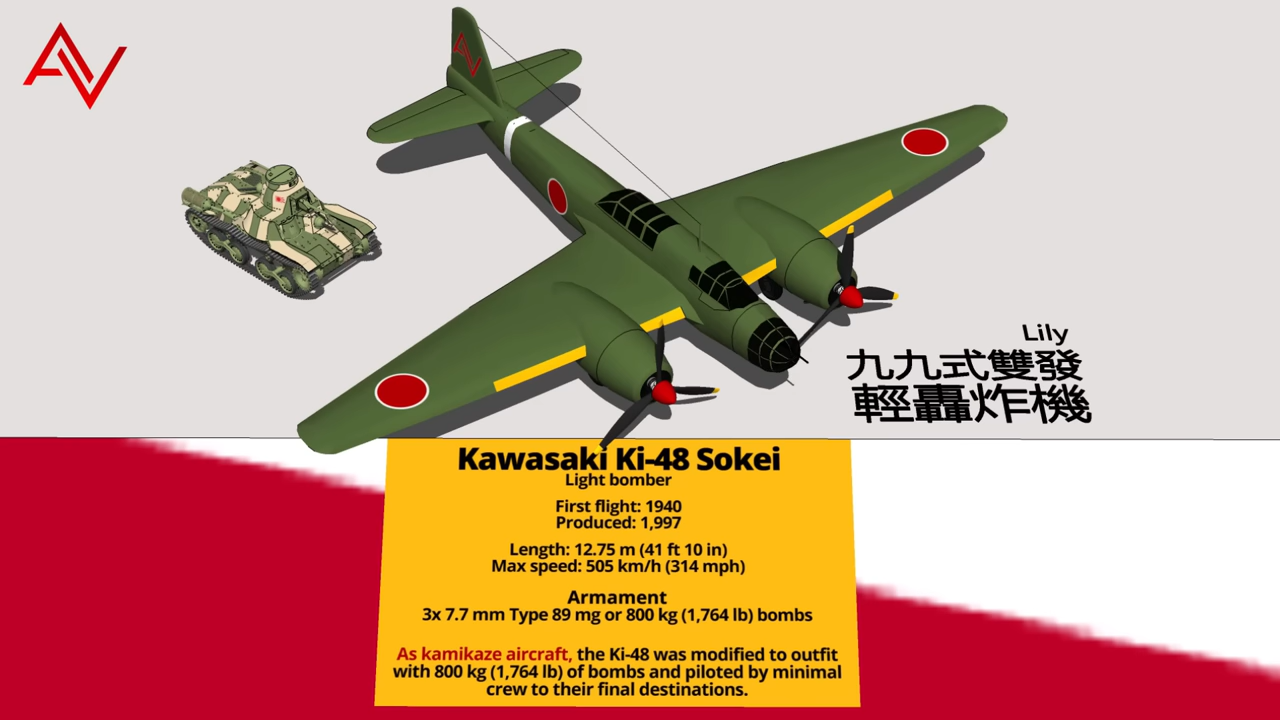 AV
Lily
九九式雙發
輕轟炸機
Kawasaki Ki-48 Sokei
Light bomber
First flight: 1940
Produced: 1,997
Length: 12.75 m (41 ft 10 in)
Max speed: 505 km/h (314 mph)
Armament
3x 7.7 mm Type 89 mg or 800 kg (1,764 lb) bombs
As kamikaze aircraft, the Ki-48 was modified to outfit
with 800 kg (1,764 lb) of bombs and piloted by minimal
crew to their final destinations.